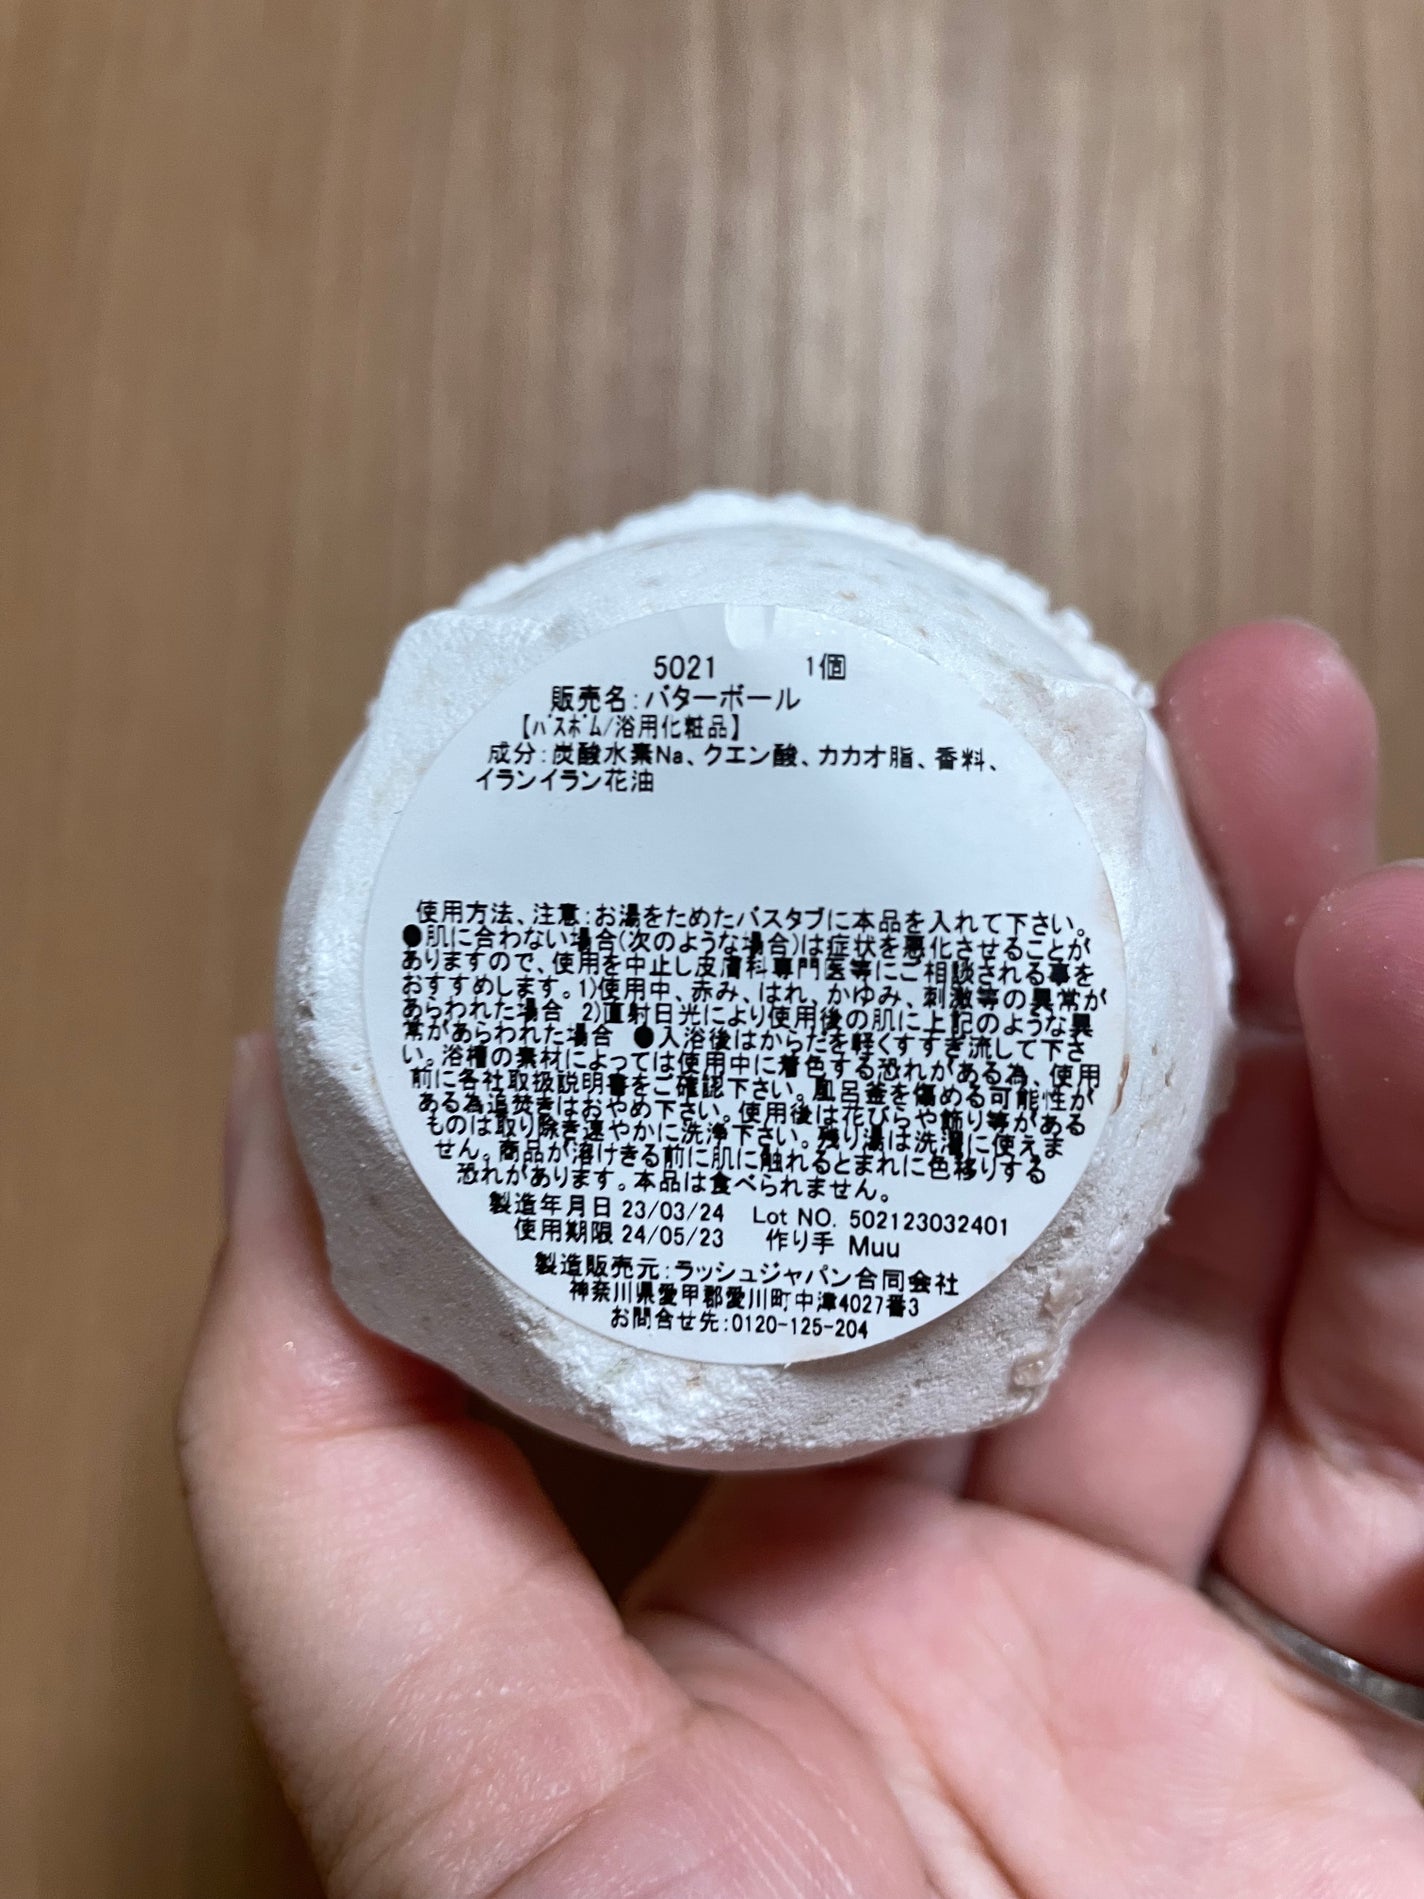 5021 1個
販売名:バターボール
【バスボム/浴用化粧品】
成分:炭酸水素Na、クエン酸、カカオ脂、香料、
イランイラン花油
使用方法、注意:お湯をためたバスタブに本品を入れて下さい。
●肌に合わない場合(次のような場合)は症状を悪化させることが
ありますので、使用を中止し皮膚科専門医等にご相談される事を
おすすめします。1)使用中、赤み、はれ、かゆみ、刺激等の異常が
あらわれた場合 2)直射日光により使用後の肌に上記のような異
常があらわれた場合 ●入浴後はからだを軽くすすぎ流して下さ
い。浴槽の素材によっては使用中に着色する恐れがある為、使用
前に各社取扱説明書をご確認下さい。風呂釜を傷める可能性が
ある為追焚きはおやめ下さい。使用後は花びらや飾り等がある
ものは取り除き速やかに洗浄下さい。残り湯は洗濯に使えま
せん。商品が溶けきる前に肌に触れるとまれに色移りする
恐れがあります。本品は食べられません。
製造年月日 23/03/24 Lot NO. 502123032401
使用期限 24/05/23 作り手 Muu
製造販売元:ラッシュジャパン合同会社
神奈川県愛甲郡愛川町中津4027番3
お問合せ先:0120-125-204